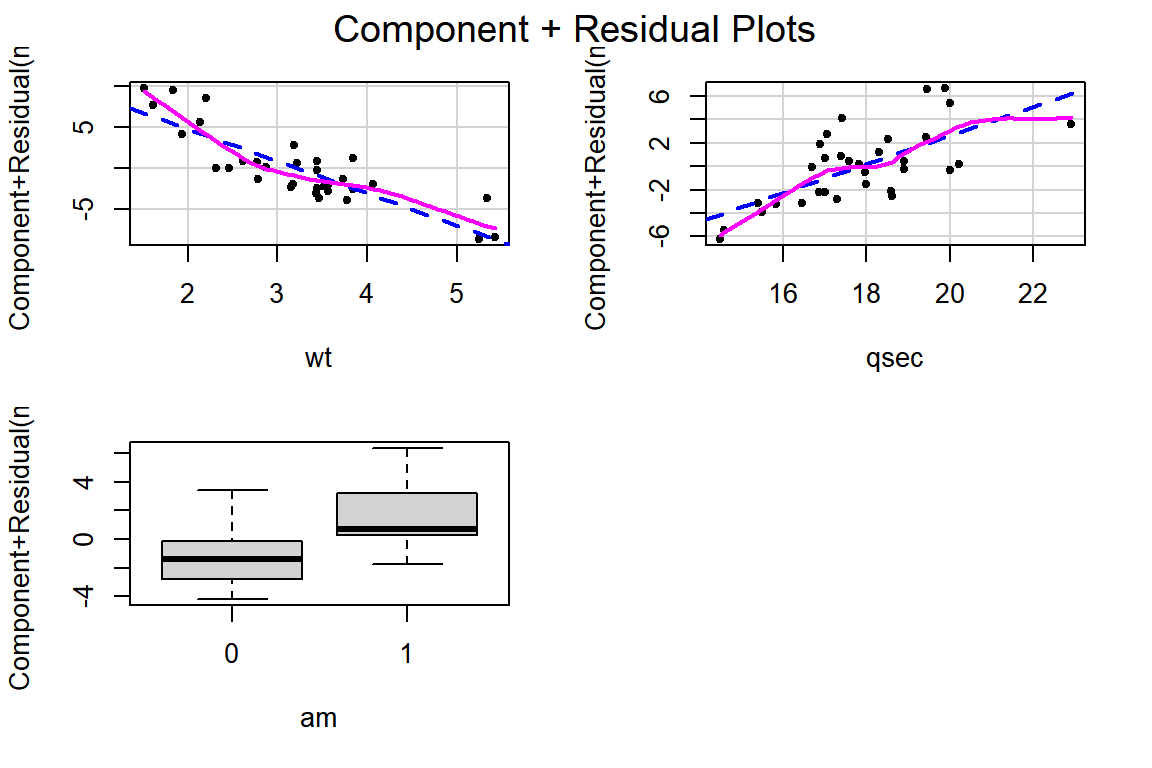 Component + Residual Plots
Component+Residual(n
5
-5
2 3 4 5
wt
Component+Residual(n
6
2
-2
-6
16 18 20 22
qsec
Component+Residual(n
4
0
-4
0 1
am